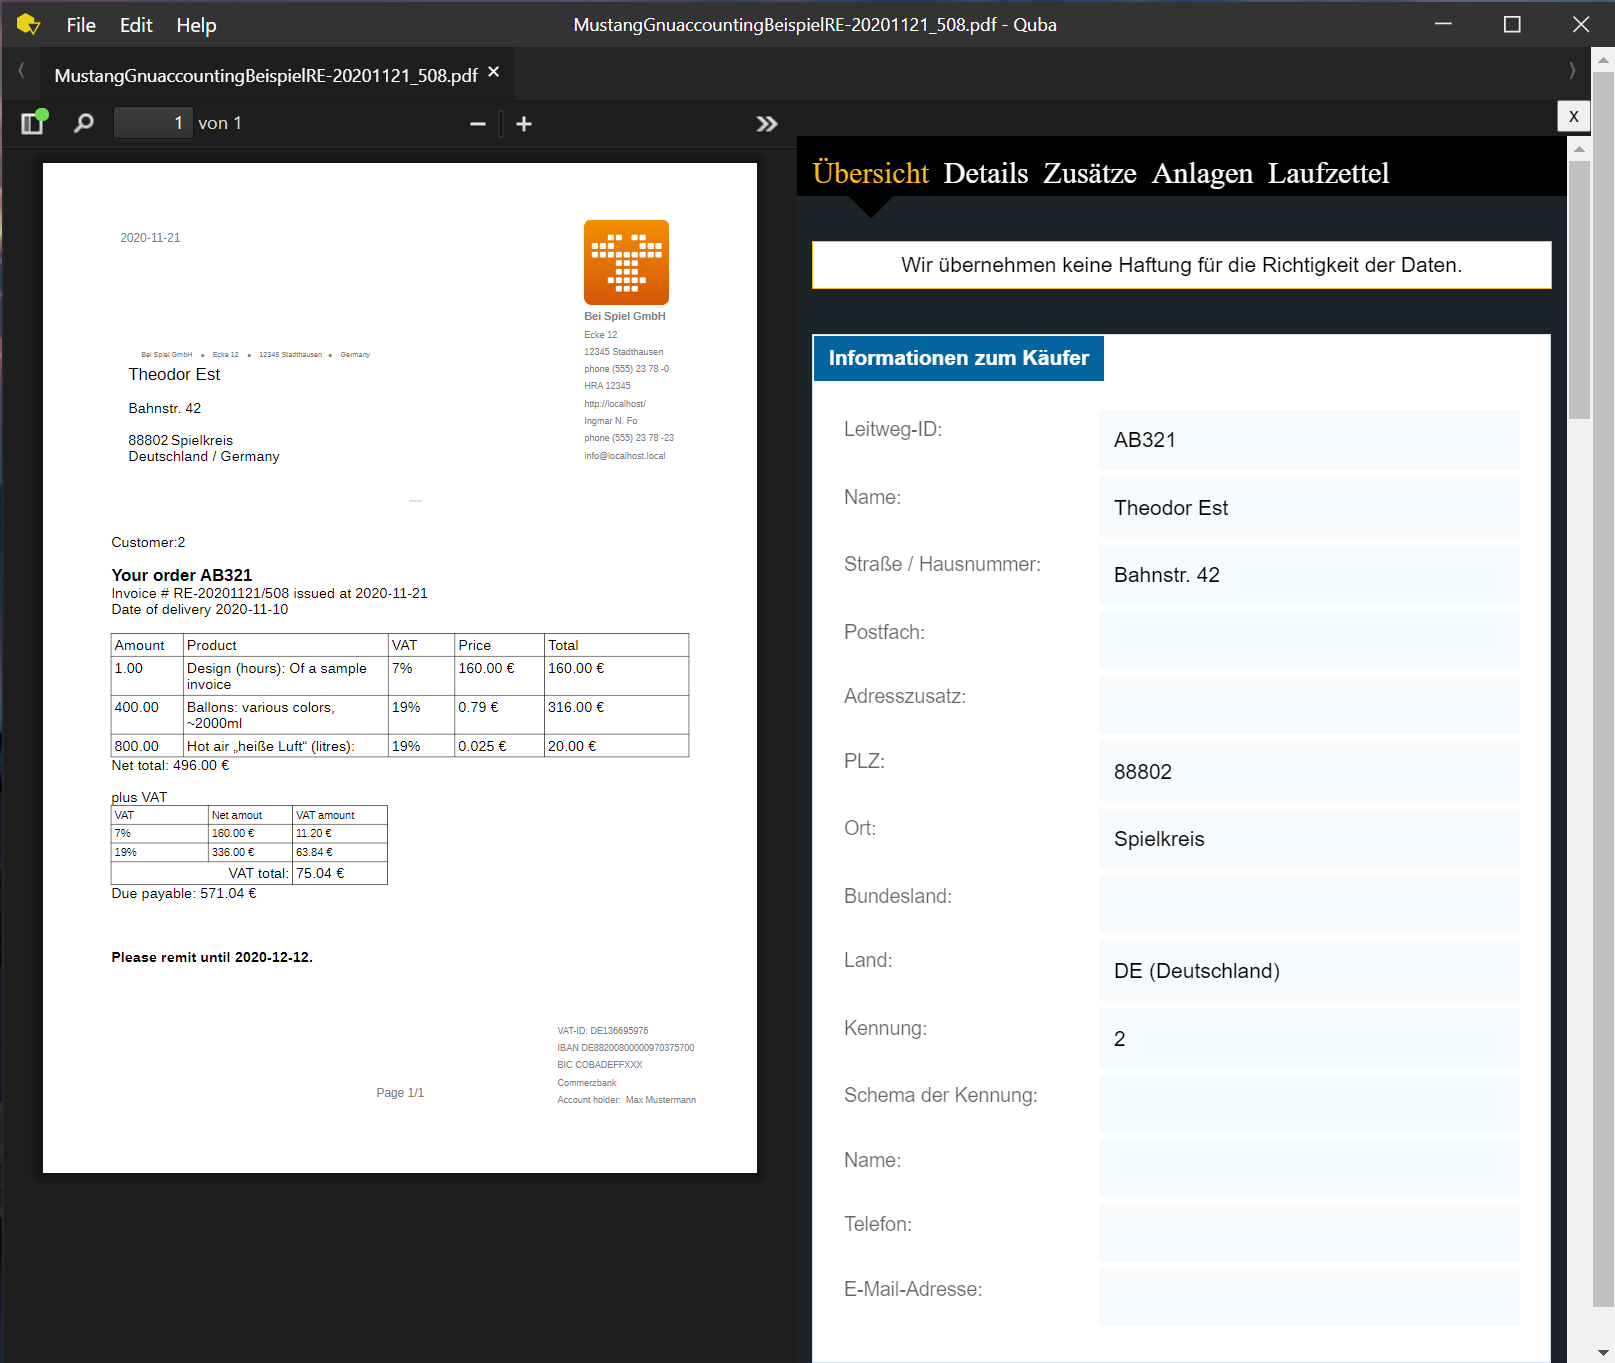 File Edit Help
MustangGnuaccountingBeispielRE-20201121_508.pdf - Quba
MustangGnuaccountingBeispielRE-20201121_508.pdf ×
1 von 1
2020-11-21
Bei Spiel GmbH
Ecke 12
12345 Stadthausen
phone (555) 23 78 -0
HRA 12345
http://localhost/
Ingmar N. Fo
phone (555) 23 78 -23
info@localhost.local
Bei Spiel GmbH • Ecke 12 • 12345 Stadthausen • Germany
Theodor Est
Bahnstr. 42
88802 Spielkreis
Deutschland / Germany
Customer:2
Your order AB321
Invoice # RE-20201121/508 issued at 2020-11-21
Date of delivery 2020-11-10
Amount Product VAT Price Total
1.00 Design (hours): Of a sample 7% 160.00 € 160.00 €
invoice
400.00 Ballons: various colors, 19% 0.79 € 316.00 €
~2000ml
800.00 Hot air „heiße Luft“ (litres): 19% 0.025 € 20.00 €
Net total: 496.00 €
plus VAT
VAT Net amout VAT amount
7% 160.00 € 11.20 €
19% 336.00 € 63.84 €
VAT total: 75.04 €
Due payable: 571.04 €
Please remit until 2020-12-12.
VAT-ID: DE136695976
IBAN DE88200800000970375700
BIC COBADEFFXXX
Commerzbank
Account holder: Max Mustermann
Page 1/1
X
Übersicht Details Zusätze Anlagen Laufzettel
Wir übernehmen keine Haftung für die Richtigkeit der Daten.
Informationen zum Käufer
Leitweg-ID: AB321
Name: Theodor Est
Straße / Hausnummer: Bahnstr. 42
Postfach:
Adresszusatz:
PLZ: 88802
Ort: Spielkreis
Bundesland:
Land: DE (Deutschland)
Kennung: 2
Schema der Kennung:
Name:
Telefon:
E-Mail-Adresse: